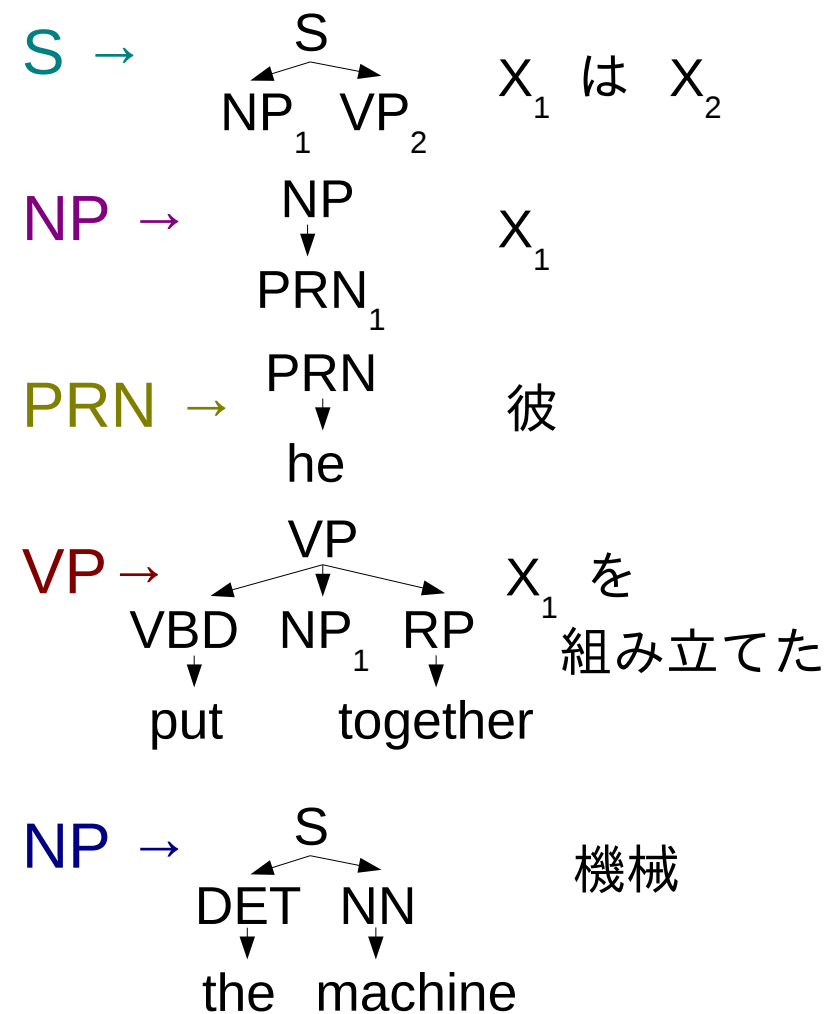 S
S →
X1 は X2
NP1 VP2
NP
NP →
X1
PRN1
PRN
PRN →
彼
he
VP
VP→
X1 を
VBD NP1 RP
組み立てた
put together
S
NP →
機械
DET NN
the machine